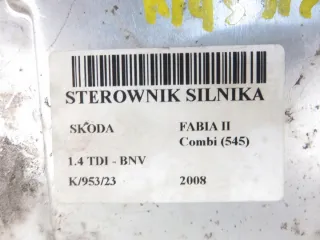 STEROWNIK SILNIKA
SKODA FABIA II
Combi (545)
1.4 TDI - BNV
K/953/23 2008